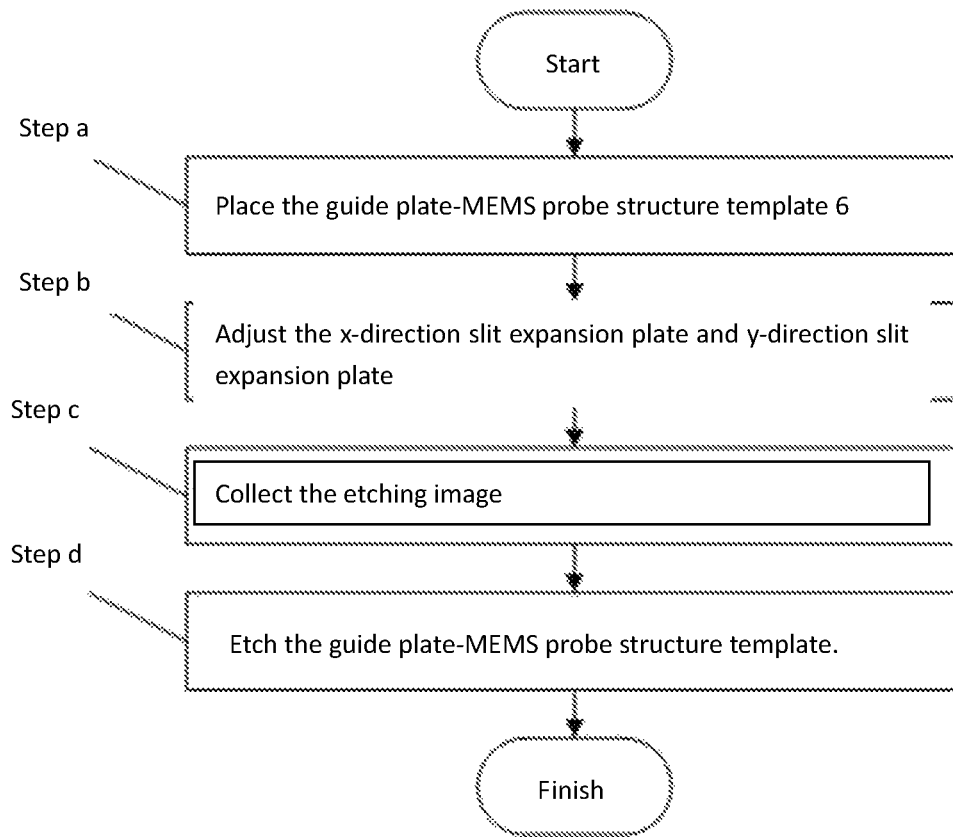 Start
Step a
Place the guide plate-MEMS probe structure template 6
Step b
Adjust the x-direction slit expansion plate and y-direction slit
expansion plate
Step c
Collect the etching image
Step d
Etch the guide plate-MEMS probe structure template.
Finish